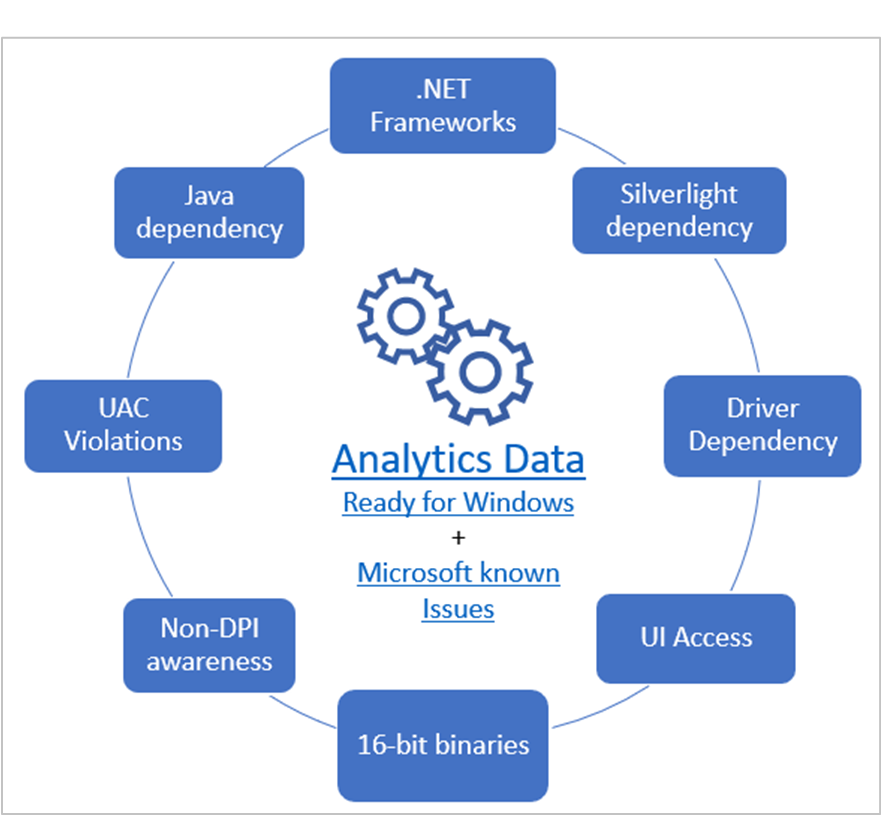 .NET
Frameworks
Silverlight
dependency
Driver
Dependency
UI Access
16-bit binaries
Non-DPI
awareness
UAC
Violations
Java
dependency
Analytics Data
Ready for Windows
+
Microsoft known
Issues